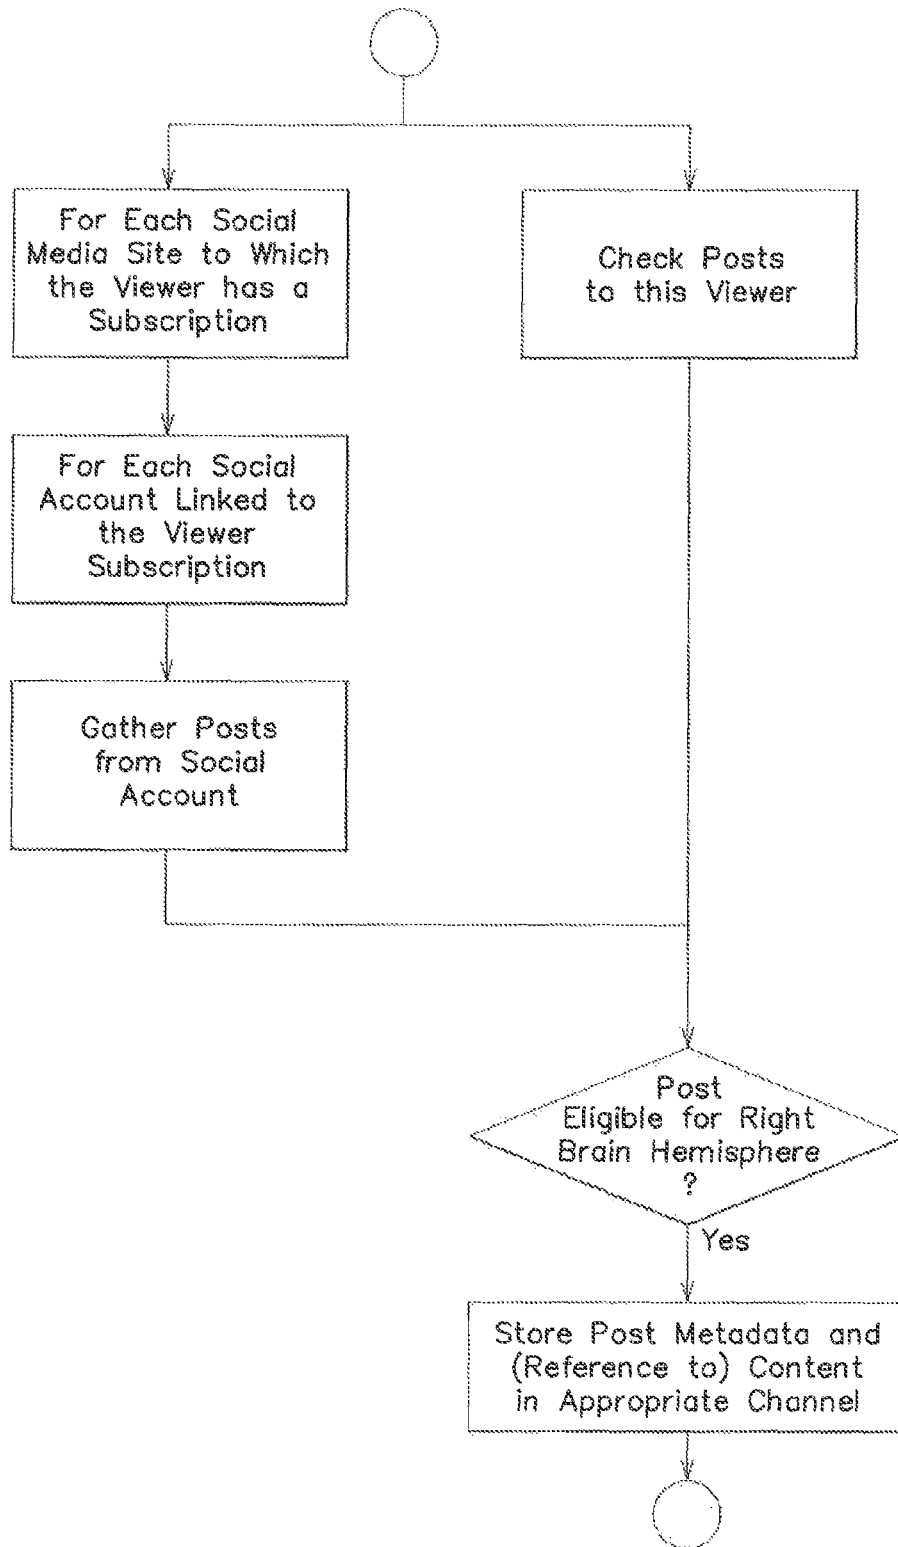 For Each Social
Media Site to Which
the Viewer has a
Subscription
Check Posts
to this Viewer
For Each Social
Account Linked to
the Viewer
Subscription
Gather Posts
from Social
Account
Post
Eligible for Right
Brain Hemisphere
?
Yes
Store Post Metadata and
(Reference to) Content
in Appropriate Channel